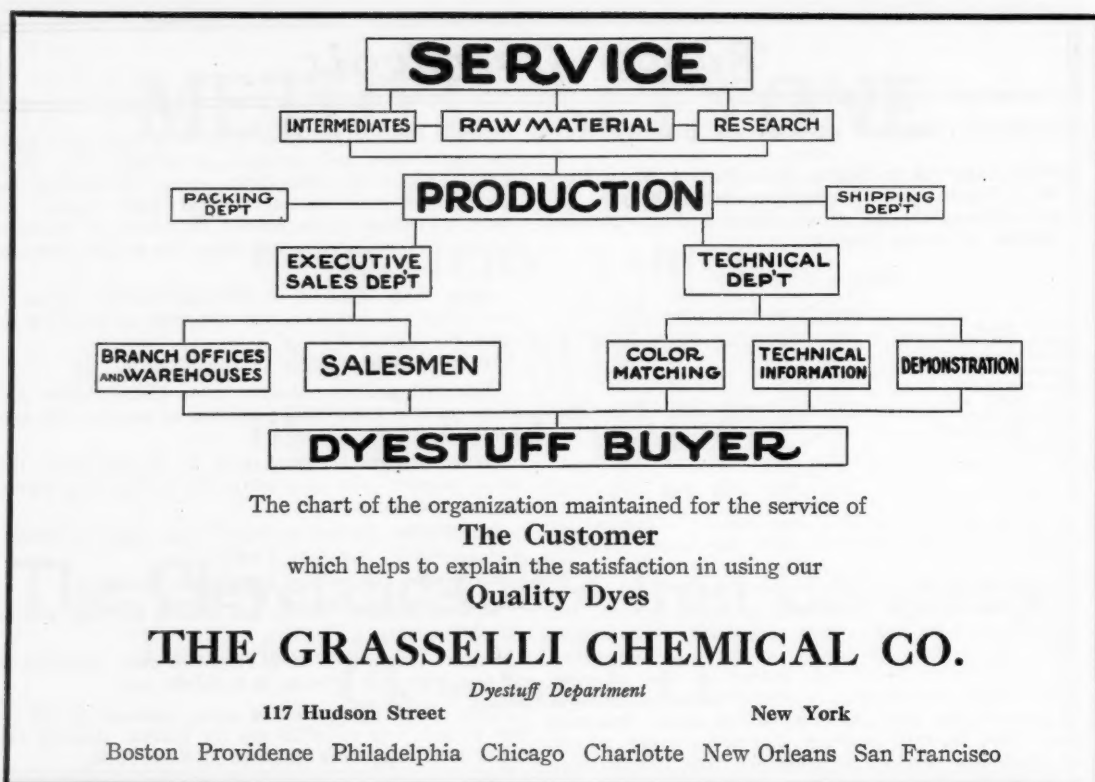 SERVICE
INTERMEDIATES RAW MATERIAL RESEARCH
PACKING
DEP'T
PRODUCTION
SHIPPING
DEP'T
EXECUTIVE
SALES DEP'T
TECHNICAL
DEP'T
BRANCH OFFICES
AND WAREHOUSES
SALESMEN
COLOR
MATCHING
TECHNICAL
INFORMATION
DEMONSTRATION
DYESTUFF BUYER
The chart of the organization maintained for the service of
The Customer
which helps to explain the satisfaction in using our
Quality Dyes
THE GRASSELLI CHEMICAL CO.
Dyestuff Department
117 Hudson Street New York
Boston Providence Philadelphia Chicago Charlotte New Orleans San Francisco